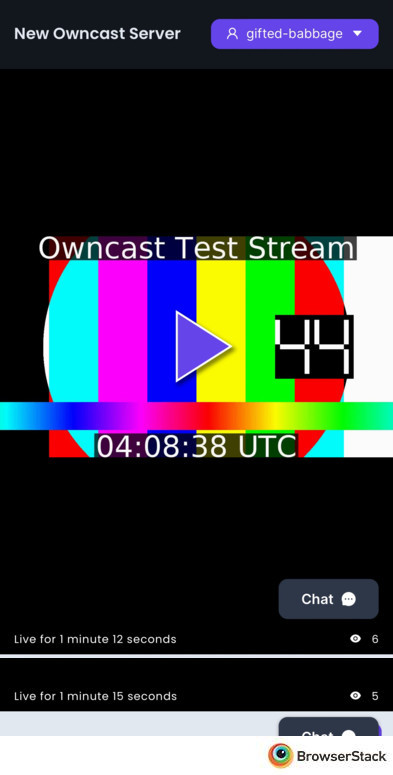 New Owncast Server
gifted-babbage
Owncast Test Stream
44
04:08:38 UTC
Chat
Live for 1 minute 12 seconds 6
Live for 1 minute 15 seconds 5
Chat
BrowserStack